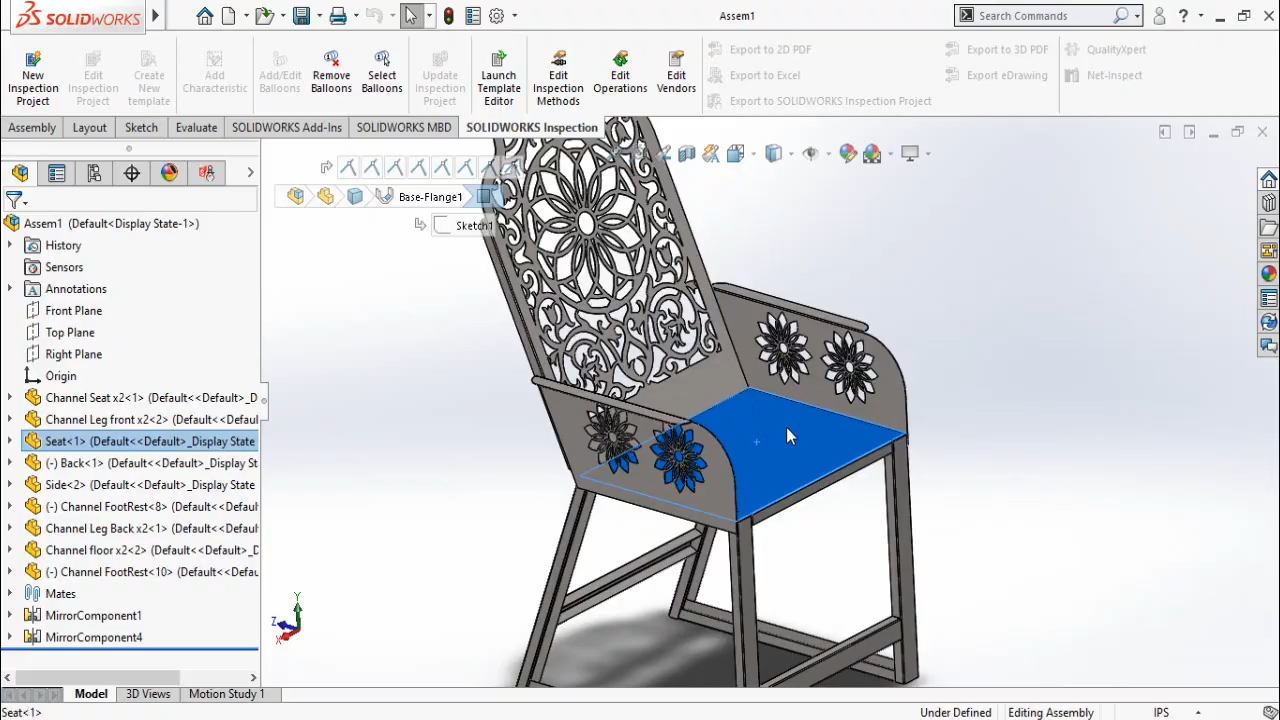 SOLIDWORKS
Assem1
Search Commands
?
New Inspection Project
Edit Inspection Project
Create New template
Add Characteristic
Add/Edit Balloons
Remove Balloons
Select Balloons
Update Inspection Project
Launch Template Editor
Edit Inspection Methods
Edit Operations
Edit Vendors
Export to 2D PDF
Export to Excel
Export to SOLIDWORKS Inspection Project
Export to 3D PDF
Export eDrawing
QualityXpert
Net-Inspect
Assembly
Layout
Sketch
Evaluate
SOLIDWORKS Add-Ins
SOLIDWORKS MBD
SOLIDWORKS Inspection
Base-Flange1
Sketch1
Assem1 (Default<Display State-1>)
History
Sensors
Annotations
Front Plane
Top Plane
Right Plane
Origin
Channel Seat x2<1> (Default<<Default>_D
Channel Leg front x2<2> (Default<<Defaul
Seat<1> (Default<<Default>_Display State
(-) Back<1> (Default<<Default>_Display St
Side<2> (Default<<Default>_Display State
(-) Channel FootRest<8> (Default<<Defaul
Channel Leg Back x2<1> (Default<<Default
Channel floor x2<2> (Default<<Default>_D
(-) Channel FootRest<10> (Default<<Defau
Mates
MirrorComponent1
MirrorComponent4
Y
Z
X
Model
3D Views
Motion Study 1
Seat<1>
Under Defined
Editing Assembly
IPS